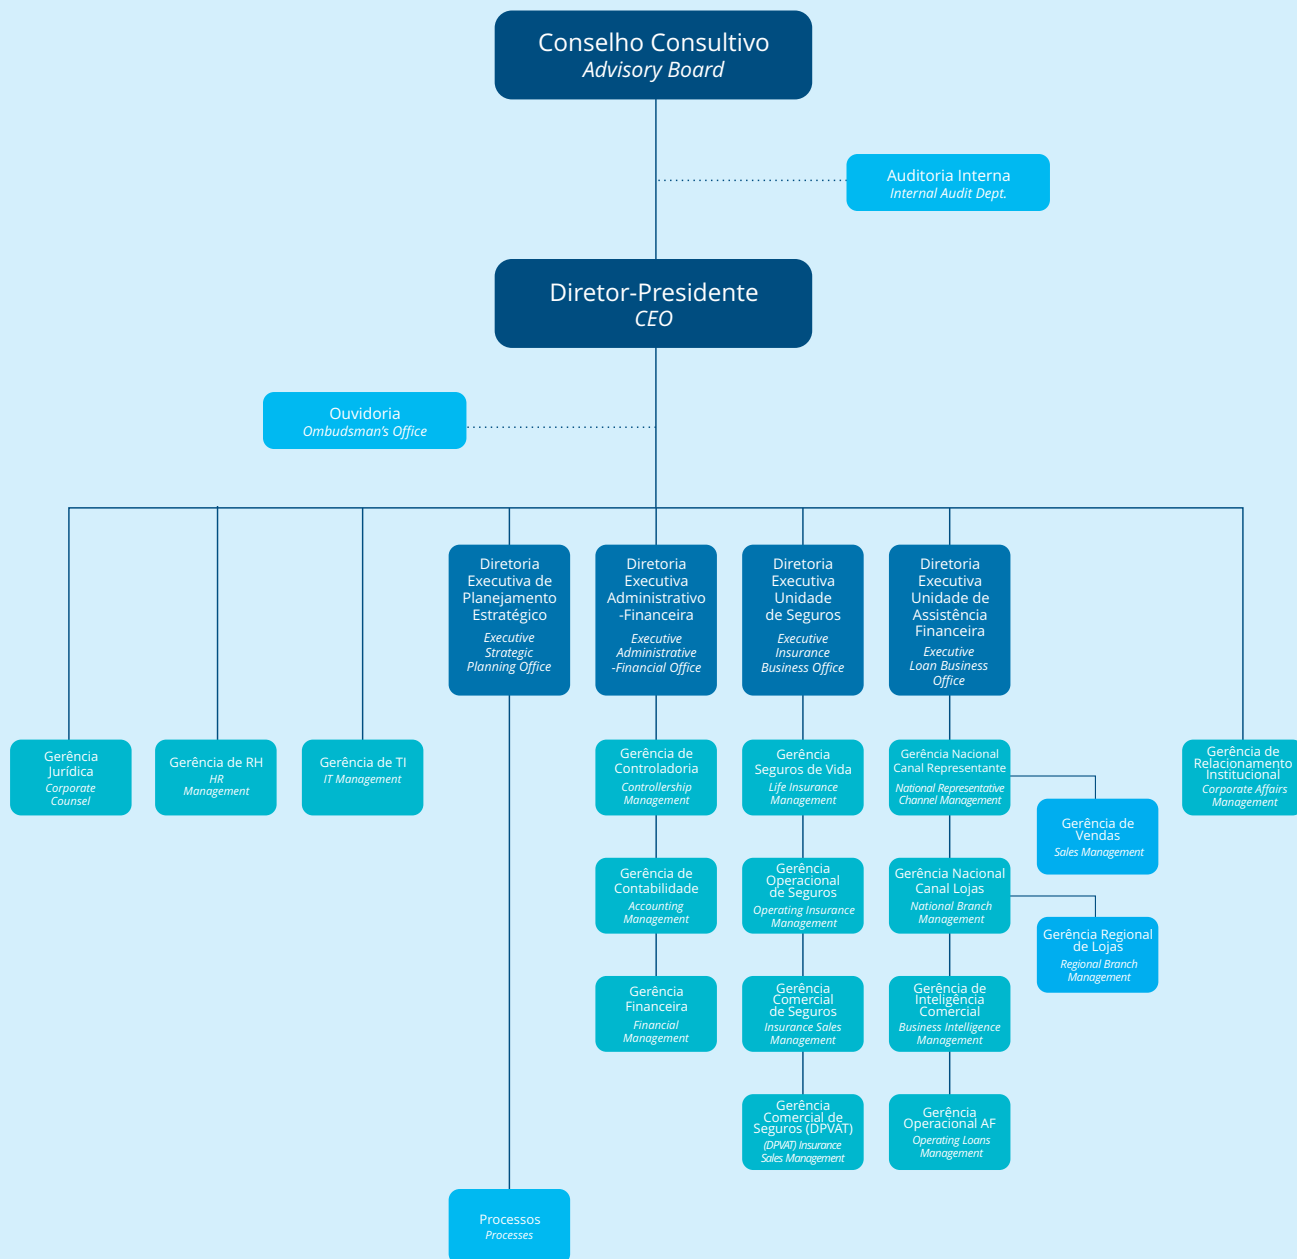 Conselho Consultivo
Advisory Board
Auditoria Interna
Internal Audit Dept.
Diretor-Presidente
CEO
Ouvidoria
Ombudsman's Office
Diretoria
Executiva de
Planejamento
Estratégico
Executive
Strategic
Planning Office
Diretoria
Executiva
Administrativo
-Financeira
Executive
Administrative
-Financial Office
Diretoria
Executiva
Unidade
de Seguros
Executive
Insurance
Business Office
Diretoria
Executiva
Unidade de
Assistência
Financeira
Executive
Loan Business
Office
Gerência
Jurídica
Corporate
Counsel
Gerência de RH
HR
Management
Gerência de TI
IT Management
Gerência de
Controladoria
Controllership
Management
Gerência
Seguros de Vida
Life Insurance
Management
Gerência Nacional
Canal Representante
National Representative
Channel Management
Gerência de
Relacionamento
Institucional
Corporate Affairs
Management
Gerência de
Vendas
Sales Management
Gerência de
Contabilidade
Accounting
Management
Gerência
Operacional
de Seguros
Operating Insurance
Management
Gerência Nacional
Canal Lojas
National Branch
Management
Gerência Regional
de Lojas
Regional Branch
Management
Gerência
Financeira
Financial
Management
Gerência
Comercial
de Seguros
Insurance Sales
Management
Gerência de
Inteligência
Comercial
Business Intelligence
Management
Gerência
Comercial de
Seguros (DPVAT)
(DPVAT) Insurance
Sales Management
Gerência
Operacional AF
Operating Loans
Management
Processos
Processes